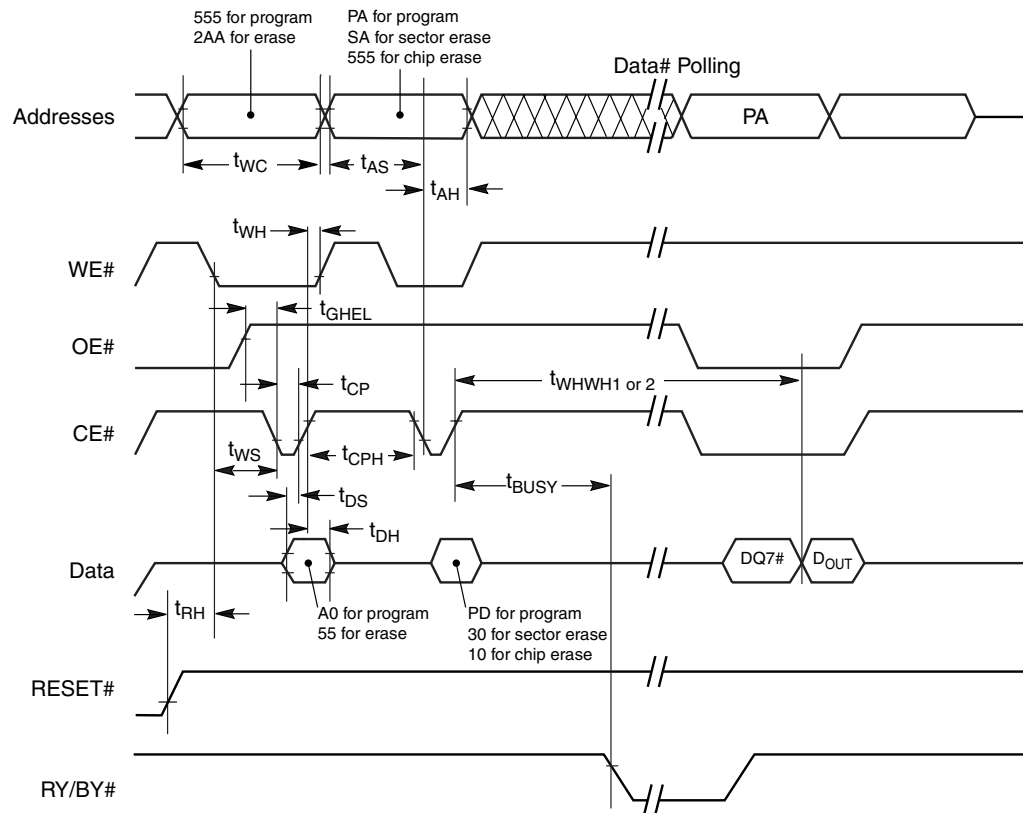 555 for program
2AA for erase
PA for program
SA for sector erase
555 for chip erase
Data# Polling
Addresses
PA
tWC
tAS
tAH
tWH
WE#
tGHEL
OE#
tCP
tWHWH1 or 2
CE#
tWS
tCPH
tDS
tBUSY
tDH
Data
DQ7#
DOUT
tRH
A0 for program
55 for erase
PD for program
30 for sector erase
10 for chip erase
RESET#
RY/BY#